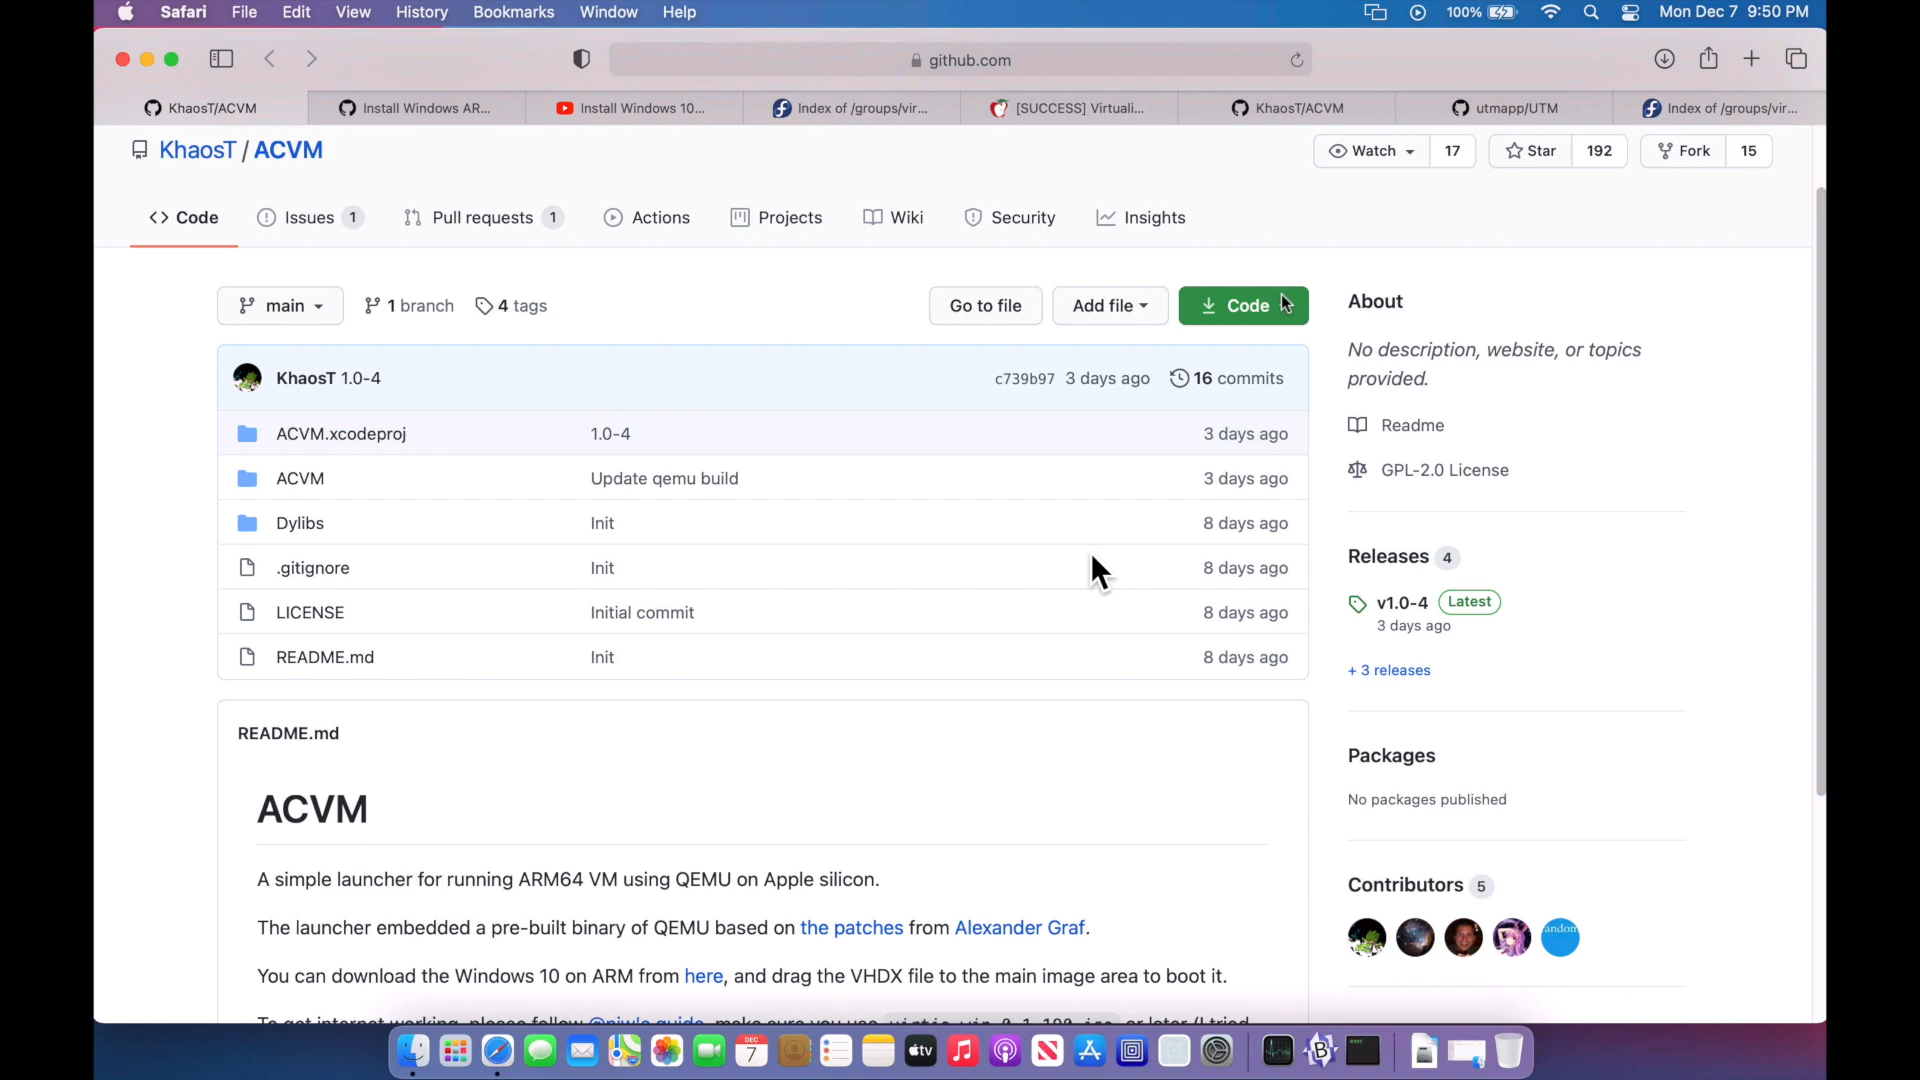 Safari File Edit View History Bookmarks Window Help 100% Mon Dec 7 9:50 PM
github.com
KhaosT/ACVM Install Windows AR... Install Windows 10... Index of /groups/vir... [SUCCESS] Virtuali... KhaosT/ACVM utmapp/UTM Index of /groups/vir...
KhaosT / ACVM Watch 17 Star 192 Fork 15
Code Issues 1 Pull requests 1 Actions Projects Wiki Security Insights
main 1 branch 4 tags Go to file Add file Code
KhaosT 1.0-4 c739b97 3 days ago 16 commits
ACVM.xcodeproj 1.0-4 3 days ago
ACVM Update qemu build 3 days ago
Dylibs Init 8 days ago
.gitignore Init 8 days ago
LICENSE Initial commit 8 days ago
README.md Init 8 days ago
README.md
ACVM
A simple launcher for running ARM64 VM using QEMU on Apple silicon.
The launcher embedded a pre-built binary of QEMU based on the patches from Alexander Graf.
You can download the Windows 10 on ARM from here, and drag the VHDX file to the main image area to boot it.
About
No description, website, or topics
provided.
Readme
GPL-2.0 License
Releases 4
v1.0-4 Latest
3 days ago
+ 3 releases
Packages
No packages published
Contributors 5
andom
DEC
7
tv